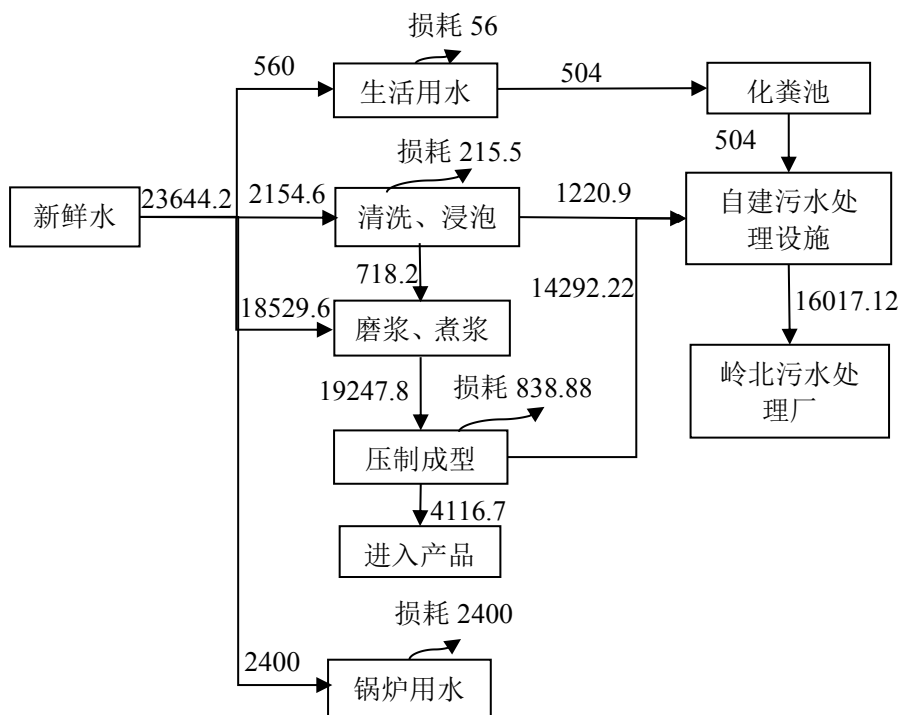 损耗 56
560
生活用水
504
化粪池
504
损耗 215.5
新鲜水
23644.2
2154.6
清洗、浸泡
1220.9
自建污水处
理设施
718.2
14292.22
16017.12
18529.6
磨浆、煮浆
岭北污水处
理厂
19247.8
损耗 838.88
压制成型
4116.7
进入产品
损耗 2400
2400
锅炉用水